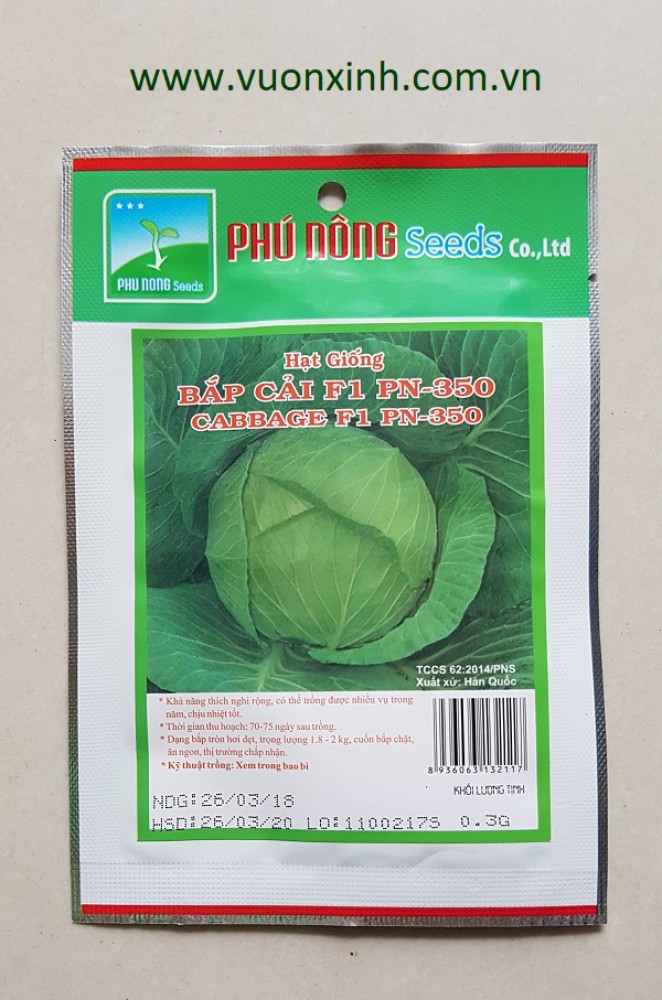 www.vuonxinh.com.vn
PHÚ NÔNG Seeds Co.,Ltd
PHU NONG Seeds
Hạt Giống
BẮP CẢI F1 PN-350
CABBAGE F1 PN-350
TCCS 62:2014/PNS
Xuất xứ: Hàn Quốc
* Khả năng thích nghi rộng, có thể trồng được nhiều vụ trong
năm, chịu nhiệt tốt.
* Thời gian thu hoạch: 70-75 ngày sau trồng.
* Dạng bắp tròn hơi dẹt, trọng lượng 1.8 - 2 kg, cuốn bắp chặt,
ăn ngon, thị trường chấp nhận.
* Kỹ thuật trồng: Xem trong bao bì
8 936063 132117
KHỐI LƯỢNG TỊNH
NDG:26/03/18
HSD:26/03/20 LO:1100217S 0.3G